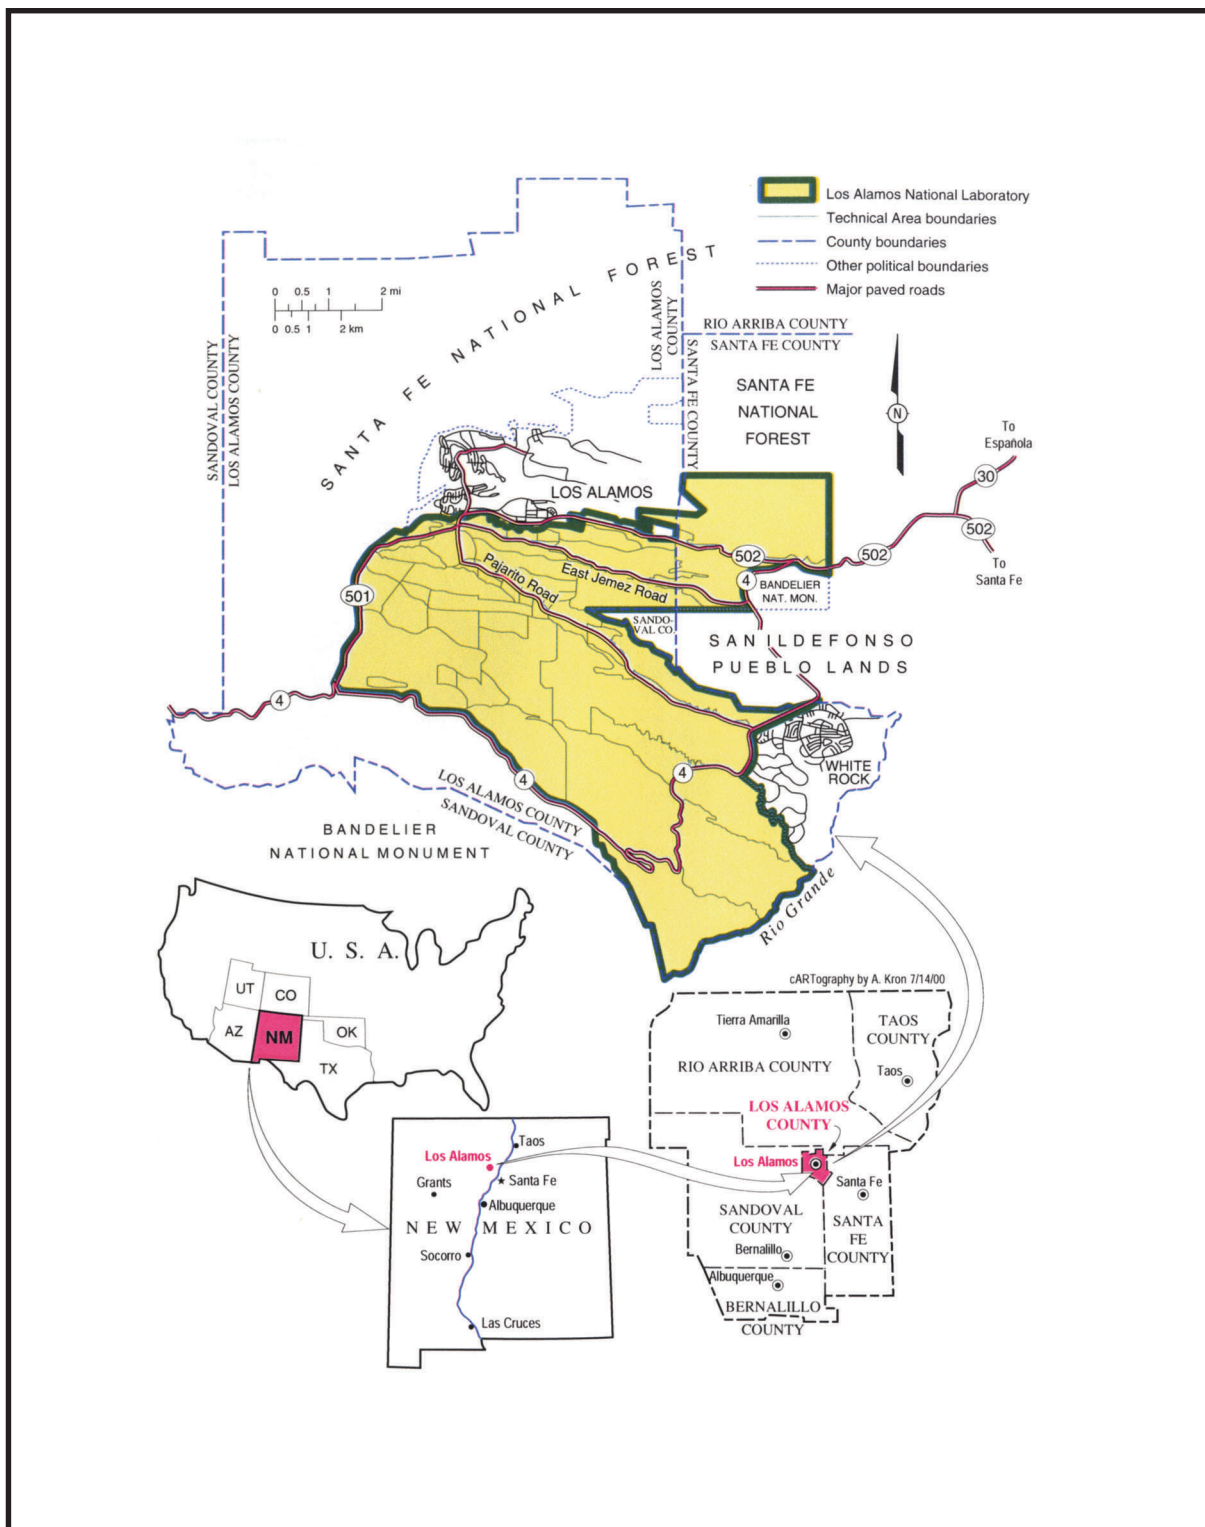 Los Alamos National Laboratory
Technical Area boundaries
County boundaries
Other political boundaries
Major paved roads
0 0.5 1 2 mi
0 0.5 1 2 km
SANTA FE NATIONAL FOREST
SANDOVAL COUNTY
LOS ALAMOS COUNTY
LOS ALAMOS
COUNTY
SANTA FE COUNTY
RIO ARRIBA COUNTY
SANTA FE COUNTY
SANTA FE
NATIONAL
FOREST
N
To
Española
30
502
To
Santa Fe
LOS ALAMOS
502
502
4
BANDELIER
NAT. MON.
East Jemez Road
Pajarito Road
501
SANDO-
VAL CO.
SAN ILDEFONSO
PUEBLO LANDS
4
WHITE
ROCK
4
4
LOS ALAMOS COUNTY
SANDOVAL COUNTY
BANDELIER
NATIONAL MONUMENT
Rio Grande
cARTography by A. Kron 7/14/00
U. S. A.
UT
CO
AZ
NM
OK
TX
Taos
Los Alamos
Santa Fe
Grants
Albuquerque
NEW MEXICO
Socorro
Las Cruces
Tierra Amarilla
TAOS
COUNTY
RIO ARRIBA COUNTY
Taos
LOS ALAMOS
COUNTY
Los Alamos
Santa Fe
SANDOVAL
COUNTY
SANTA
FE
COUNTY
Bernalillo
Albuquerque
BERNALILLO
COUNTY